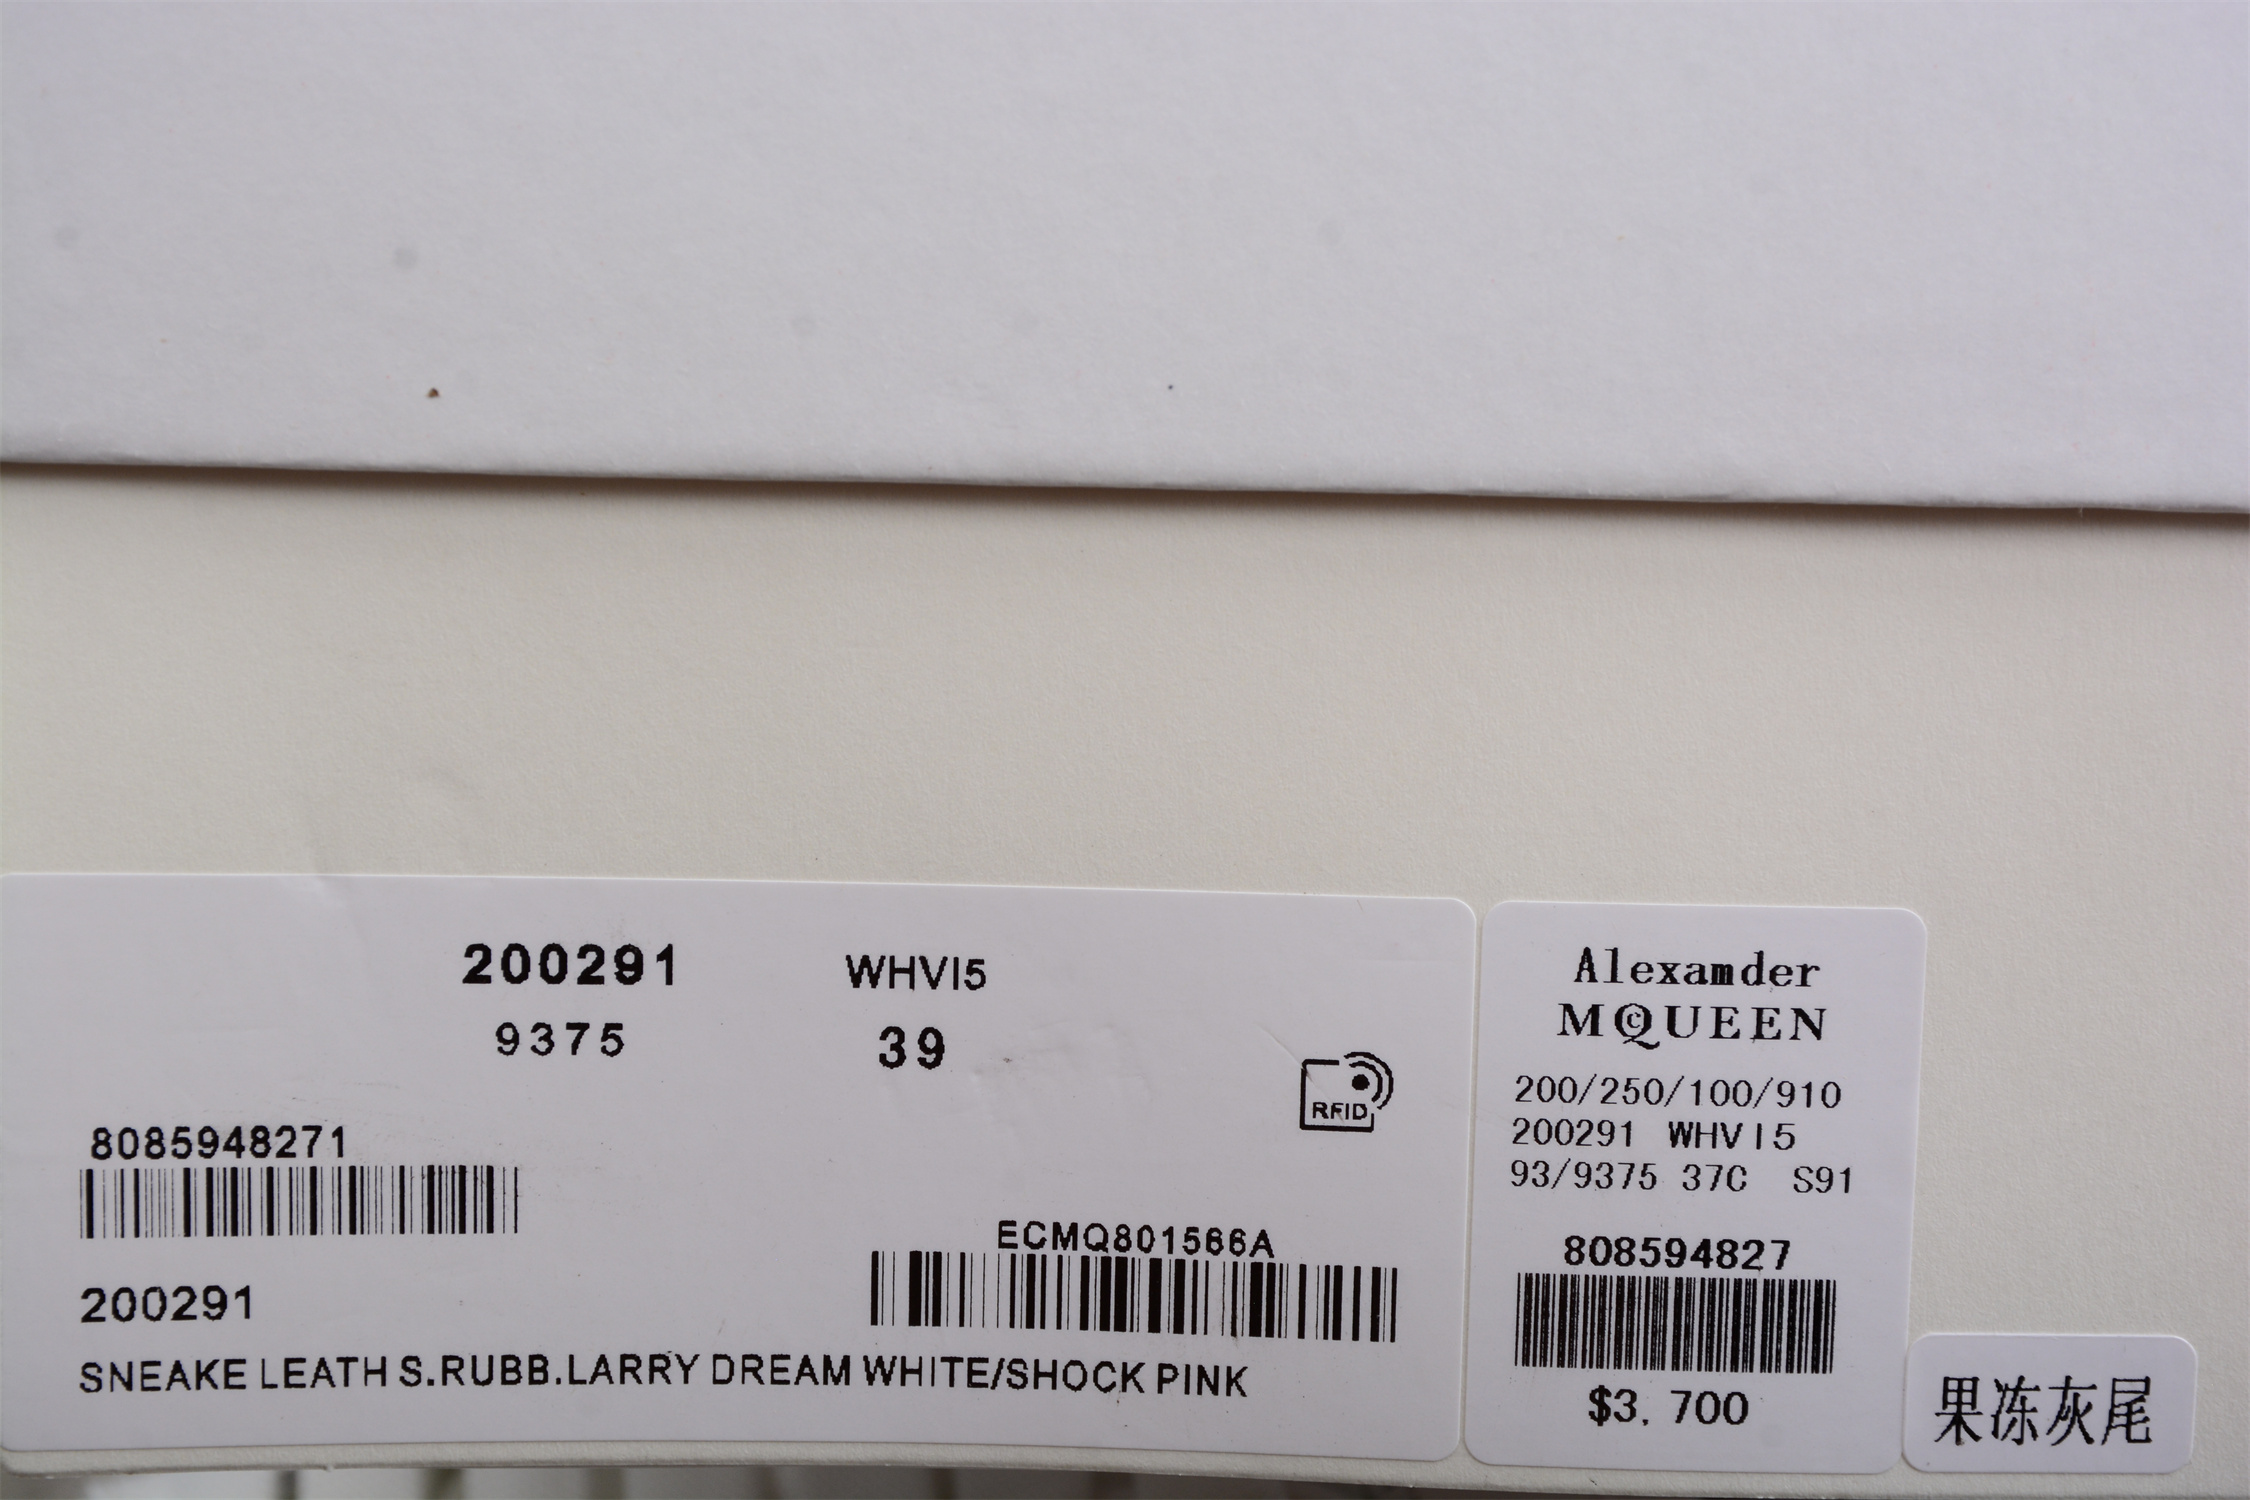 200291 WHVI5
9375 39
RFID
8085948271
ECMQ801566A
200291
SNEAKE LEATH S.RUBB.LARRY DREAM WHITE/SHOCK PINK
Alexamder
MQUEEN
200/250/100/910
200291 WHVI5
93/9375 37C S91
808594827
$3, 700
果冻灰尾